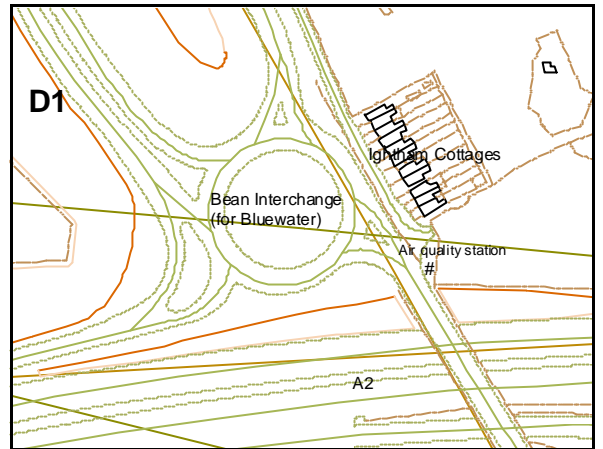 D1
Ightham Cottages
Bean Interchange
(for Bluewater)
Air quality station
#
A2